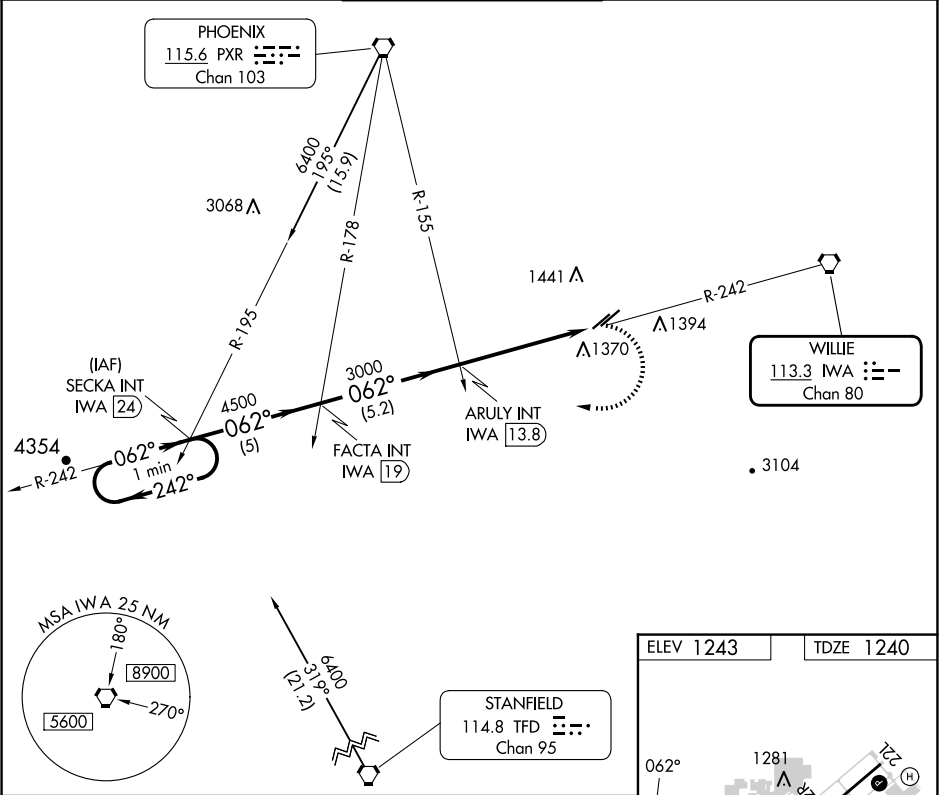 PHOENIX
115.6 PXR
Chan 103
6400
195°
(15.9)
3068
R-178
R-155
R-195
1441
R-242
1394
1370
WILLIE
113.3 IWA
Chan 80
(IAF)
SECKA INT
IWA 24
4500
062°
(5)
3000
062°
(5.2)
ARULY INT
IWA 13.8
FACTA INT
IWA 19
4354
R-242
062°
1 min
242°
3104
MSA IWA 25 NM
180°
8900
270°
5600
6400
319°
(21.2)
STANFIELD
114.8 TFD
Chan 95
ELEV 1243
TDZE 1240
062°
1281
22L
P
H